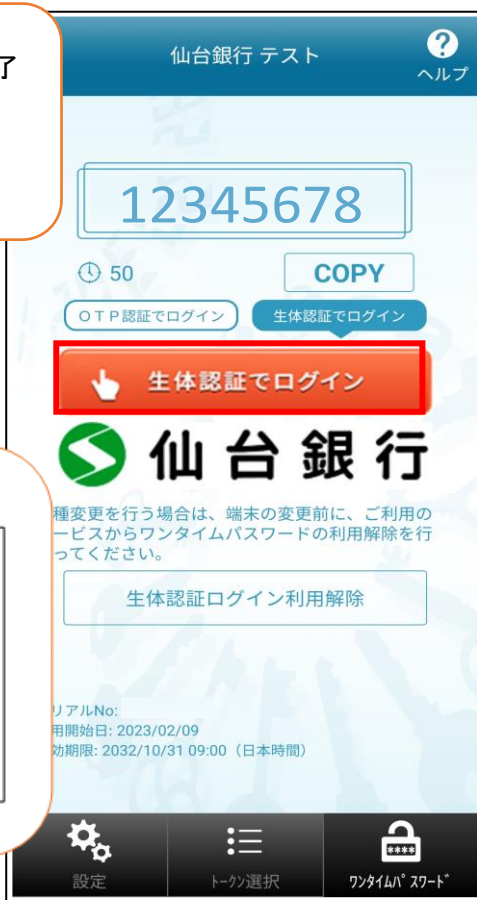 了
仙台銀行 テスト
?
ヘルプ
12345678
50
COPY
OTP認証でログイン
生体認証でログイン
生体認証でログイン
仙台銀行
種変更を行う場合は、端末の変更前に、ご利用の
ービスからワンタイムパスワードの利用解除を行
ってください。
生体認証ログイン利用解除
リアルNo:
用開始日: 2023/02/09
効期限: 2032/10/31 09:00（日本時間）
****
設定
トークン選択
ワンタイムパスワード